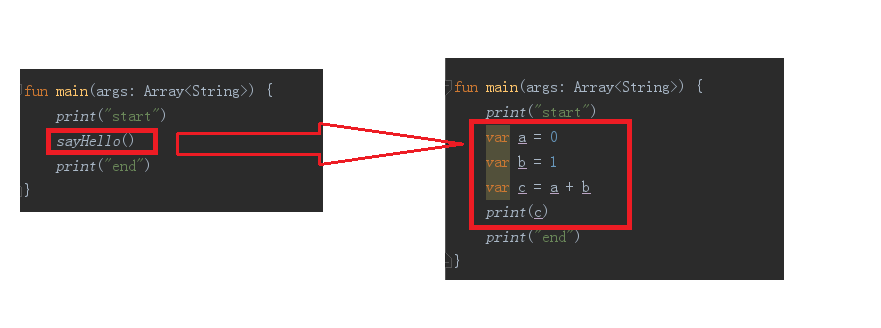 fun main(args: Array<String>) {
print("start")
sayHello()
print("end")
}
fun main(args: Array<String>) {
print("start")
var a = 0
var b = 1
var c = a + b
print(c)
print("end")
}